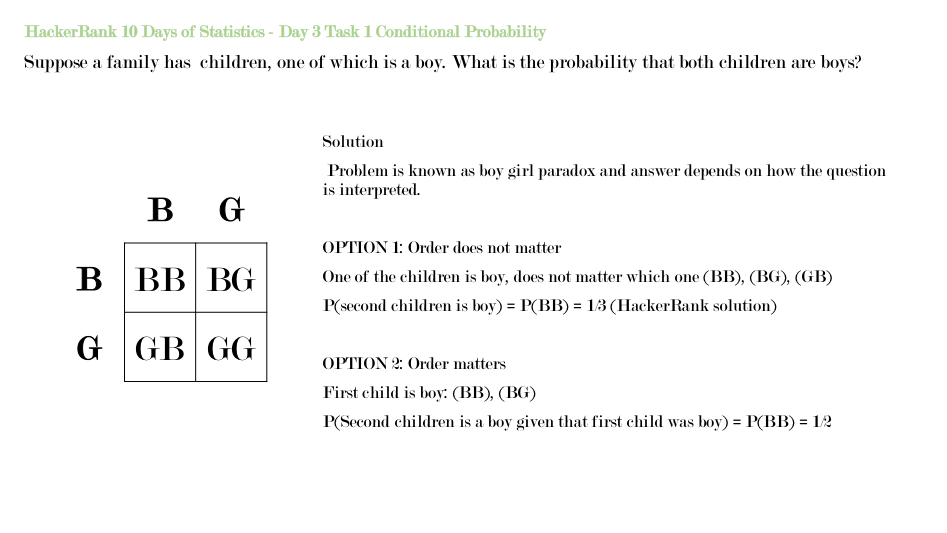 HackerRank 10 Days of Statistics - Day 3 Task 1 Conditional Probability
Suppose a family has  children, one of which is a boy. What is the probability that both children are boys?
Solution
Problem is known as boy girl paradox and answer depends on how the question
is interpreted.
B G
B BB BG
G GB GG
OPTION 1: Order does not matter
One of the children is boy, does not matter which one (BB), (BG), (GB)
P(second children is boy) = P(BB) = 1/3 (HackerRank solution)
OPTION 2: Order matters
First child is boy: (BB), (BG)
P(Second children is a boy given that first child was boy) = P(BB) = 1/2